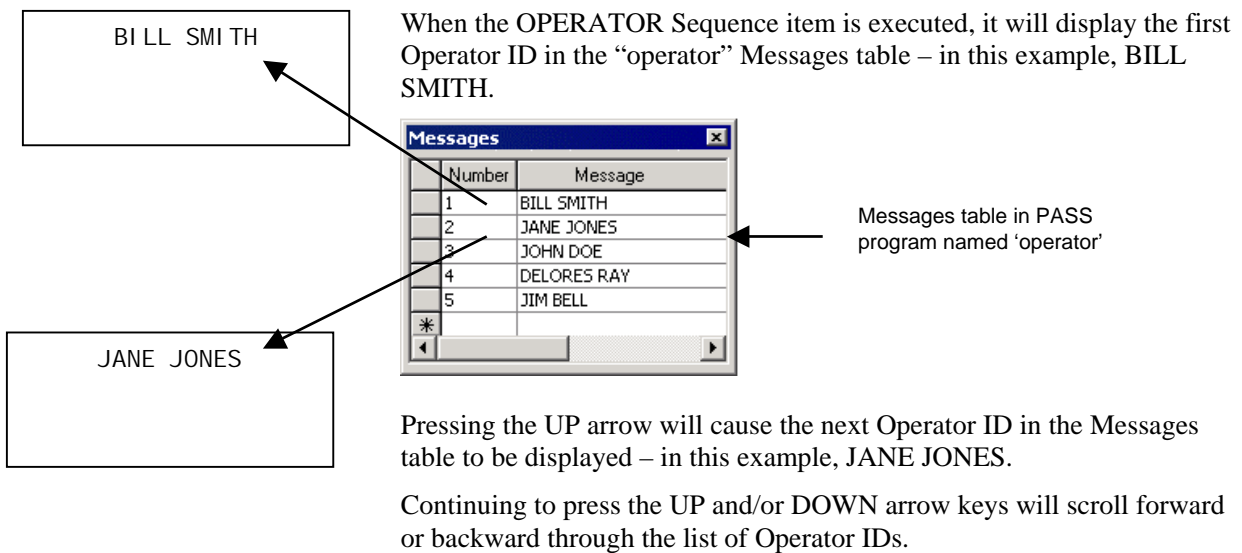 BILL SMITH
When the OPERATOR Sequence item is executed, it will display the first
Operator ID in the “operator” Messages table – in this example, BILL
SMITH.
Messages
Number Message
1 BILL SMITH
2 JANE JONES
3 JOHN DOE
4 DELORES RAY
5 JIM BELL
Messages table in PASS
program named ‘operator’
JANE JONES
Pressing the UP arrow will cause the next Operator ID in the Messages
table to be displayed – in this example, JANE JONES.
Continuing to press the UP and/or DOWN arrow keys will scroll forward
or backward through the list of Operator IDs.